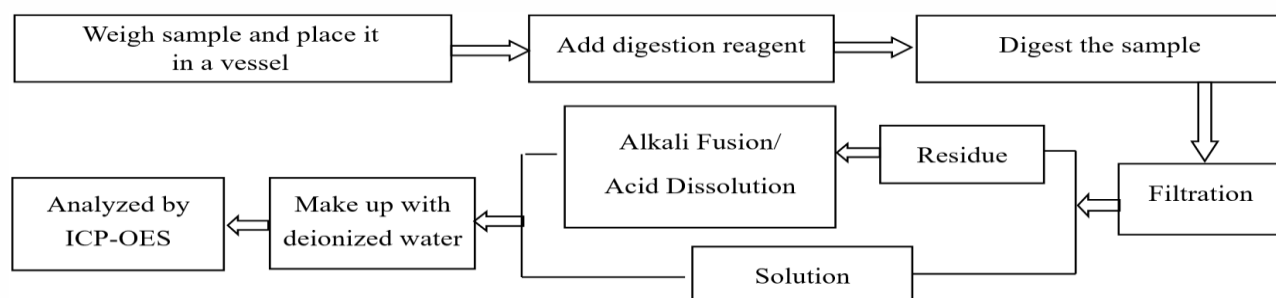 Weigh sample and place it
in a vessel
Add digestion reagent
Digest the sample
Filtration
Residue
Alkali Fusion/
Acid Dissolution
Solution
Make up with
deionized water
Analyzed by
ICP-OES